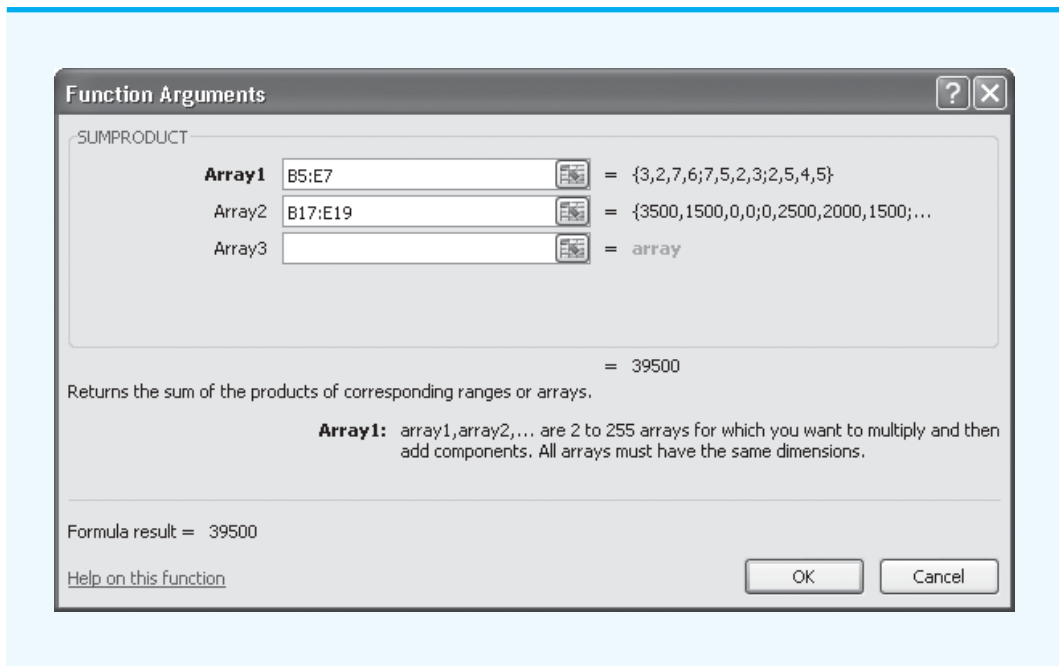 Function Arguments
SUMPRODUCT
Array1 B5:E7 = {3,2,7,6;7,5,2,3;2,5,4,5}
Array2 B17:E19 = {3500,1500,0,0;0,2500,2000,1500;...
Array3 = array
= 39500
Returns the sum of the products of corresponding ranges or arrays.
Array1: array1,array2,... are 2 to 255 arrays for which you want to multiply and then
add components. All arrays must have the same dimensions.
Formula result = 39500
Help on this function OK Cancel